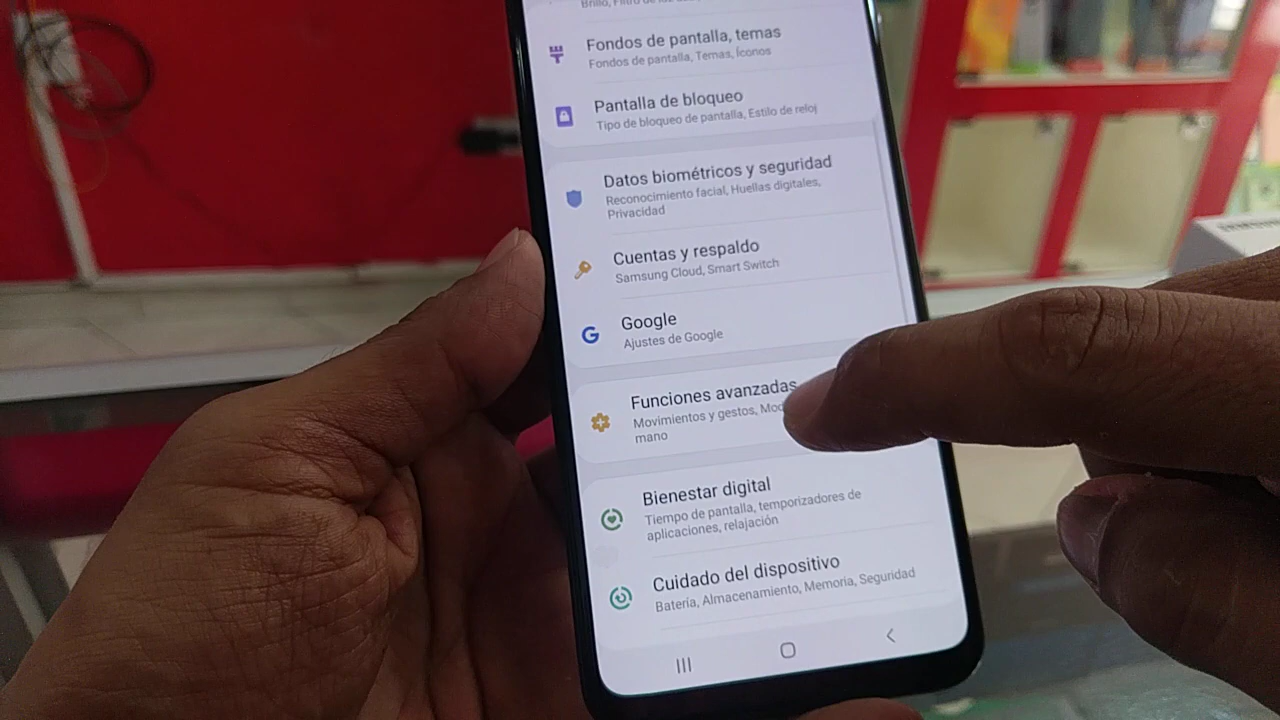 Brillo, Filtro de
Fondos de pantalla, temas
Fondos de pantalla, Temas, Íconos
Pantalla de bloqueo
Tipo de bloqueo de pantalla, Estilo de reloj
Datos biométricos y seguridad
Reconocimiento facial, Huellas digitales,
Privacidad
Cuentas y respaldo
Samsung Cloud, Smart Switch
Google
Ajustes de Google
Funciones avanzadas
Movimientos y gestos,
mano
Bienestar digital
Tiempo de pantalla, temporizadores de
aplicaciones, relajación
Cuidado del dispositivo
Batería, Almacenamiento, Memoria, Seguridad